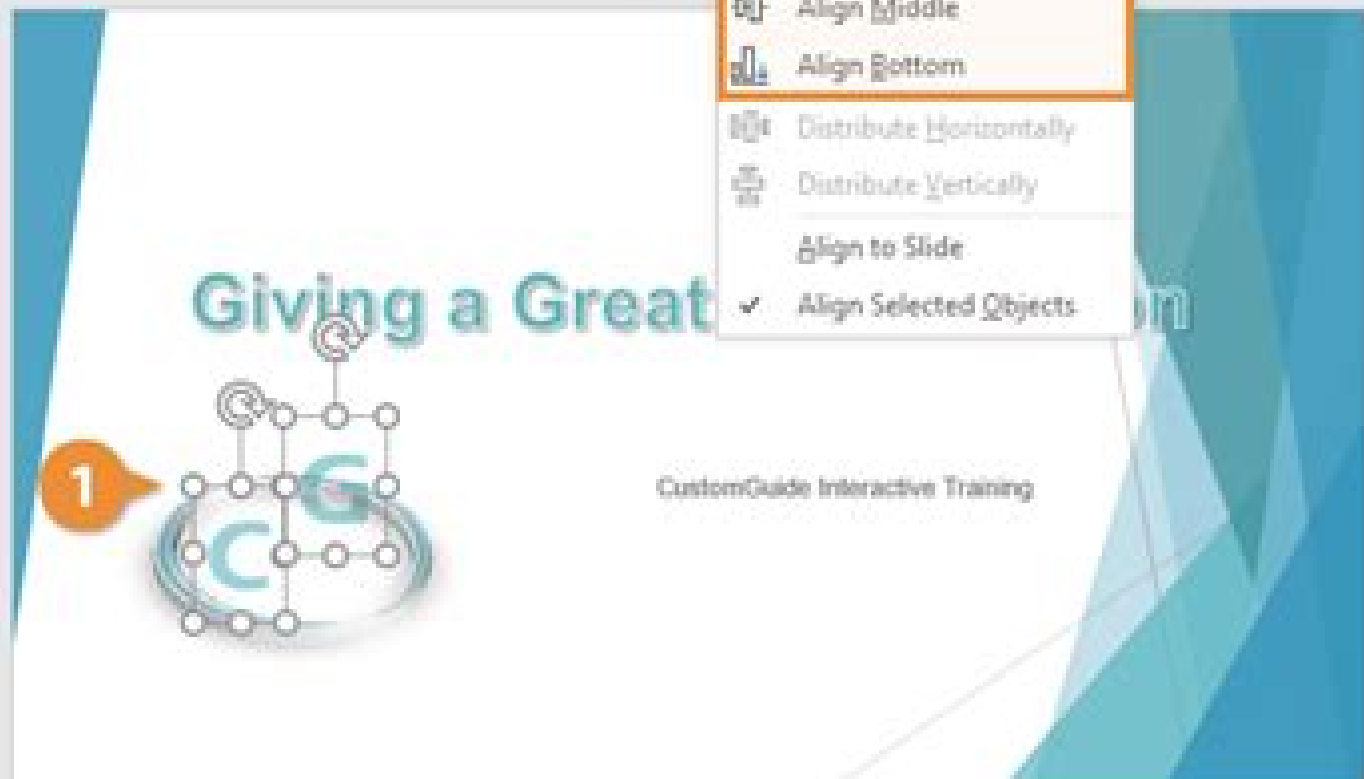 Align Middle
Align Bottom
Distribute Horizontally
Distribute Vertically
Align to Slide
✓ Align Selected Objects
Giving a Great n
1
G
C
CustomGuide Interactive Training